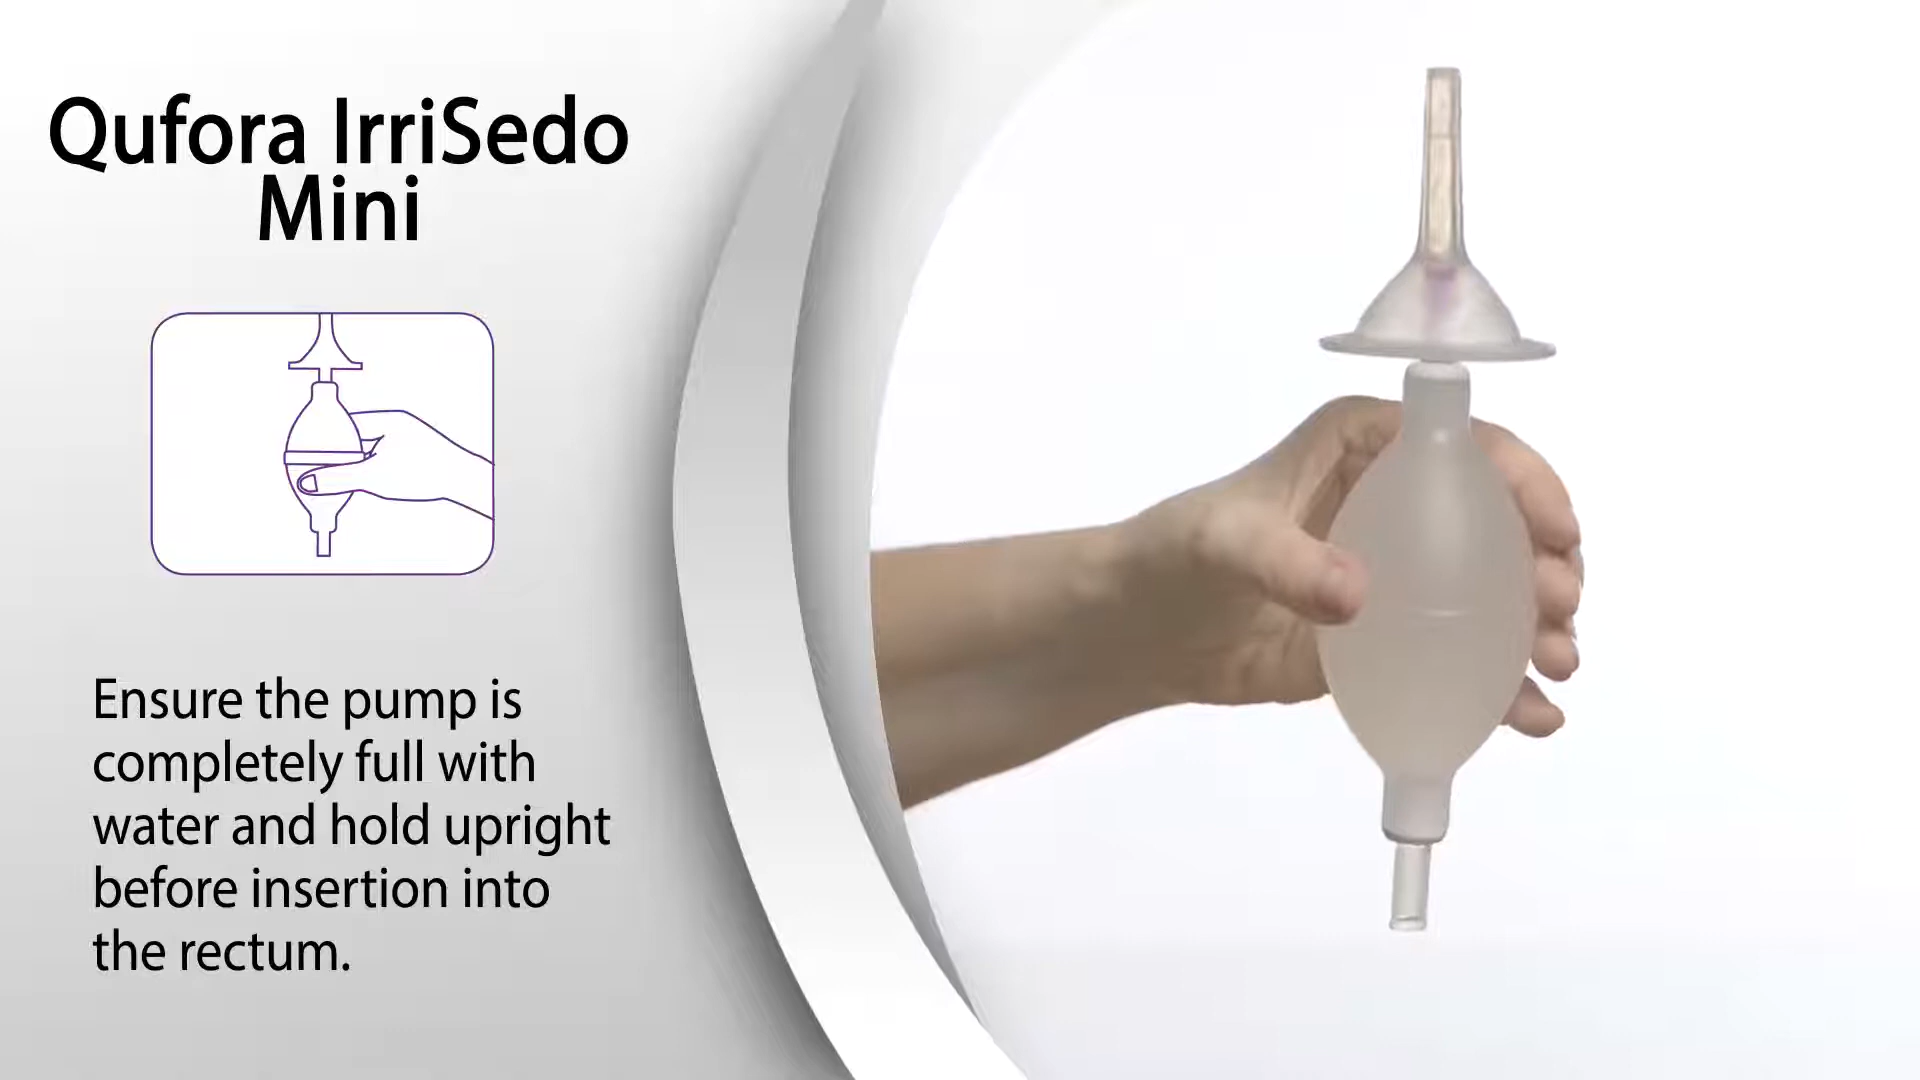 Qufora IrriSedo
Mini
Ensure the pump is
completely full with
water and hold upright
before insertion into
the rectum.